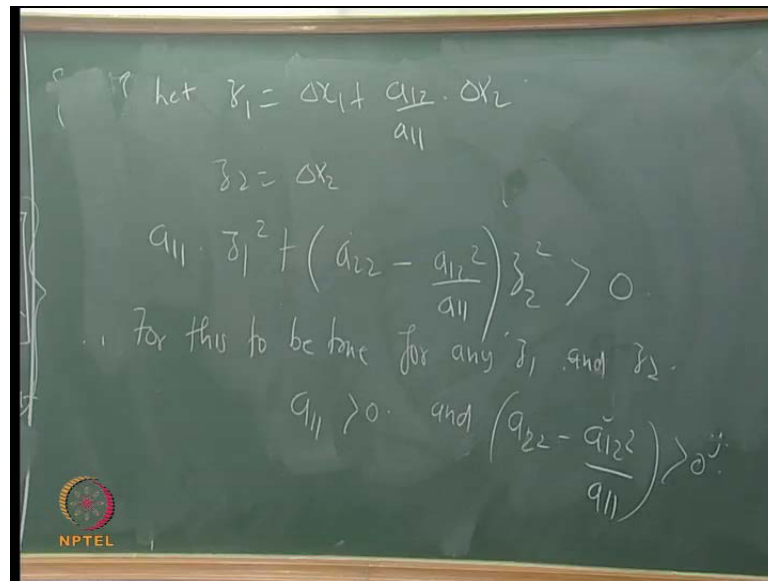 Let z₁ = Δx₁ + a₁₂/a₁₁ · Δx₂
z₂ = Δx₂
a₁₁ · z₁² + (a₂₂ − a₁₂²/a₁₁) z₂² > 0.
For this to be true for any z₁ and z₂.
a₁₁ > 0. and (a₂₂ − a₁₂²/a₁₁) > 0
NPTEL